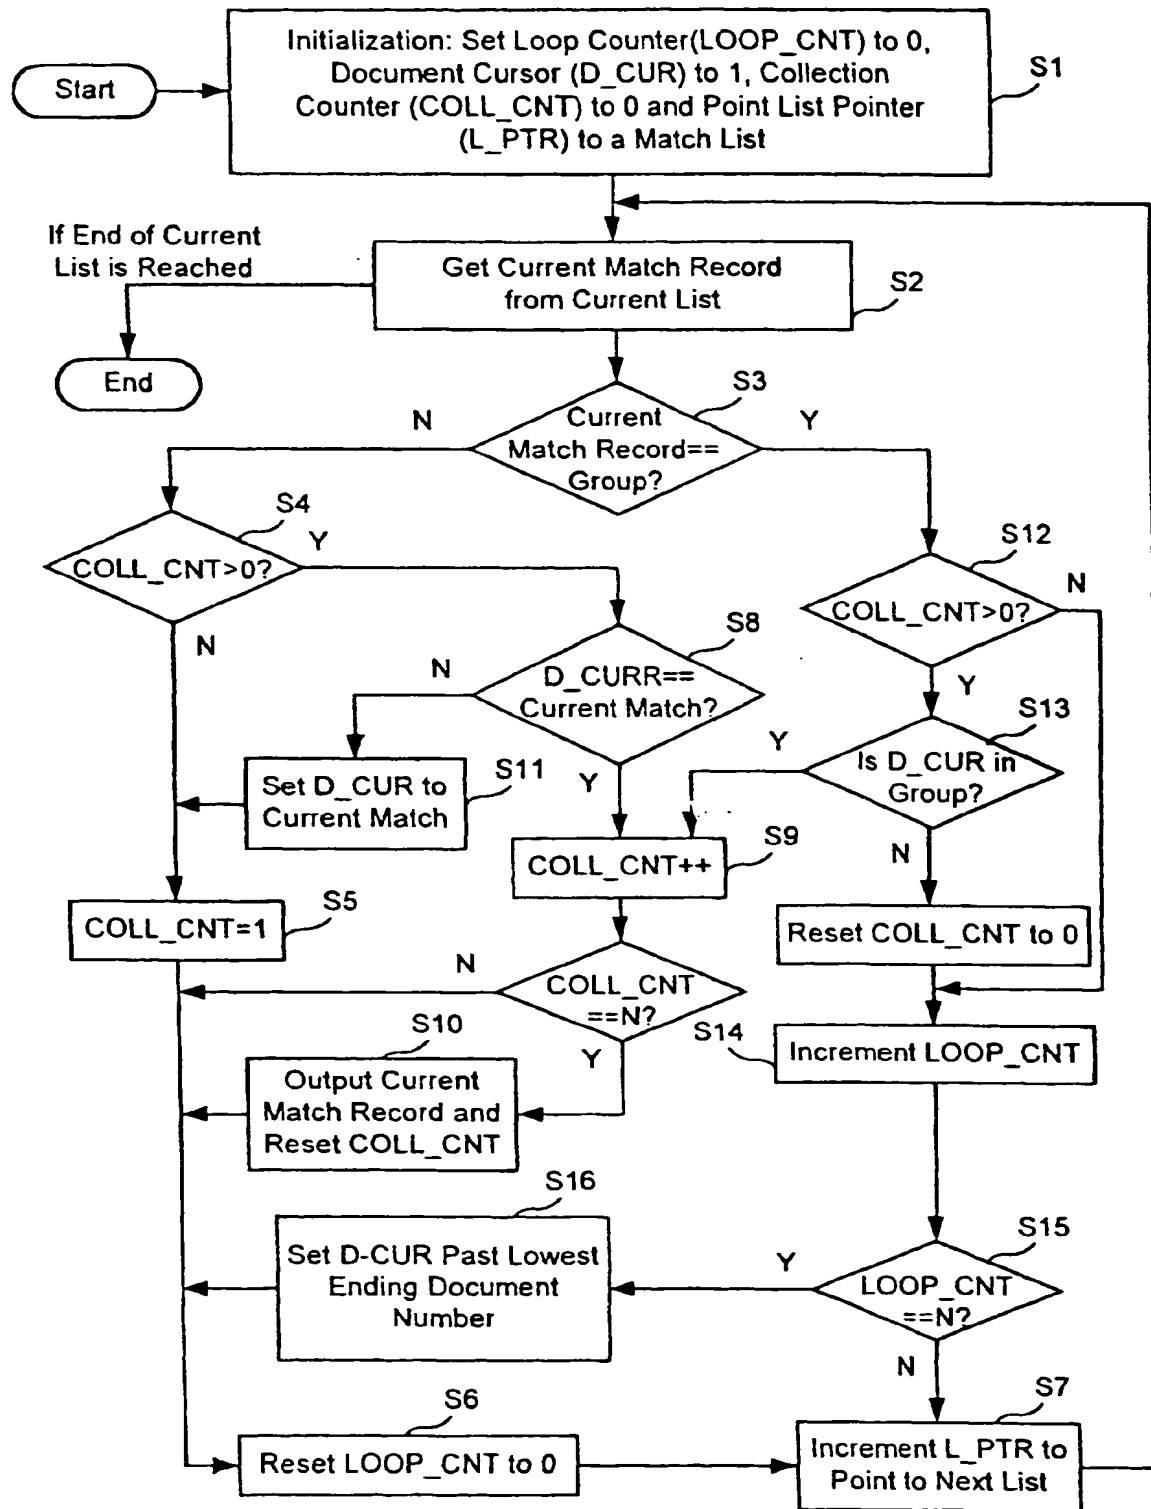 Initialization: Set Loop Counter(LOOP_CNT) to 0,
Document Cursor (D_CUR) to 1, Collection
Counter (COLL_CNT) to 0 and Point List Pointer
(L_PTR) to a Match List
S1
Start
If End of Current
List is Reached
Get Current Match Record
from Current List
S2
End
S3
N
Current
Match Record==
Group?
Y
S4
Y
COLL_CNT>0?
N
S12
COLL_CNT>0?
N
Y
S8
N
D_CURR==
Current Match?
Y
S13
Y
Is D_CUR in
Group?
N
S11
Set D_CUR to
Current Match
S9
COLL_CNT++
S5
COLL_CNT=1
Reset COLL_CNT to 0
N
COLL_CNT
==N?
Y
S14
Increment LOOP_CNT
S10
Output Current
Match Record and
Reset COLL_CNT
S16
Set D-CUR Past Lowest
Ending Document
Number
S15
Y
LOOP_CNT
==N?
N
S6
Reset LOOP_CNT to 0
S7
Increment L_PTR to
Point to Next List